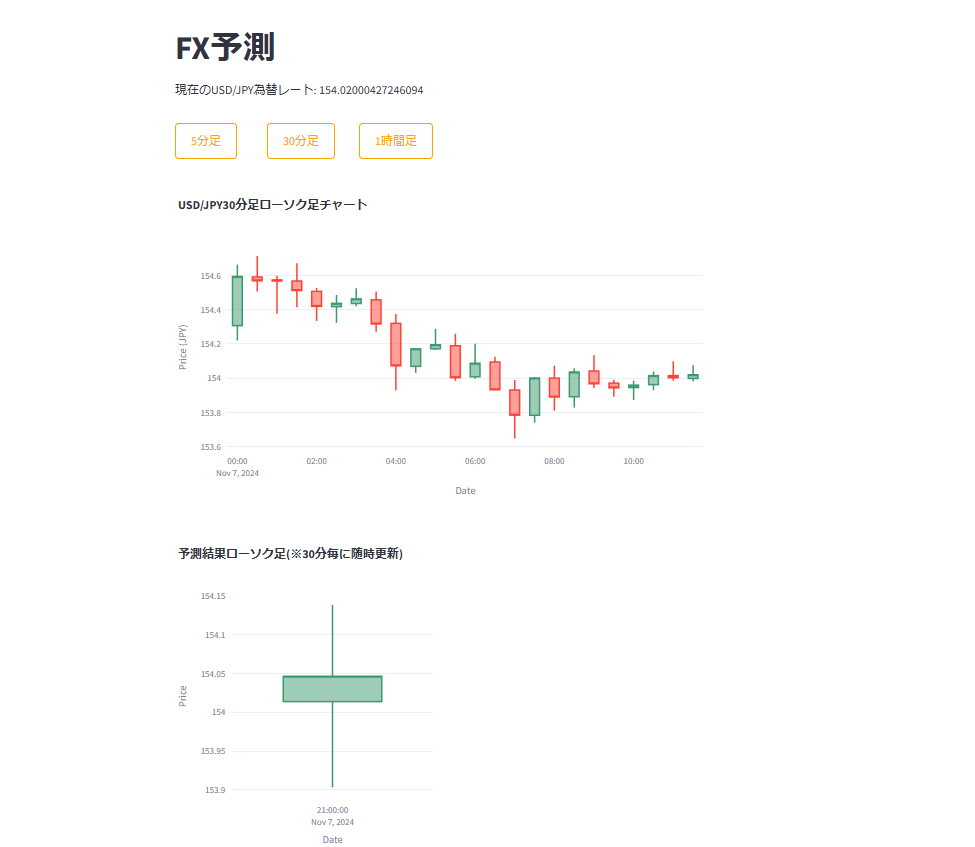 FX予測
現在のUSD/JPY為替レート: 154.02000427246094
5分足 30分足 1時間足
USD/JPY30分足ローソク足チャート
154.6
154.4
154.2
154
153.8
153.6
Price (JPY)
00:00 02:00 04:00 06:00 08:00 10:00
Nov 7, 2024
Date
予測結果ローソク足(※30分毎に随時更新)
154.15
154.1
154.05
154
153.95
153.9
Price
21:00:00
Nov 7, 2024
Date